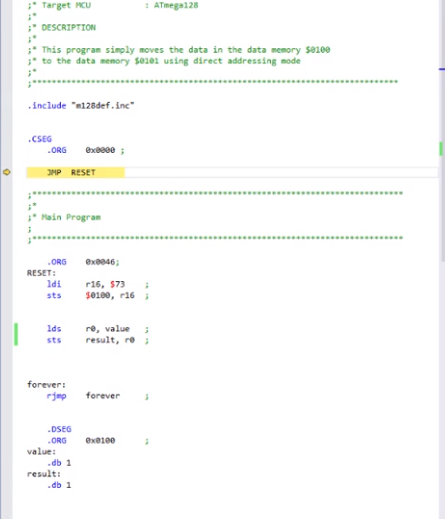 ;* Target MCU : ATmega128
;*
;* DESCRIPTION
;*
;* This program simply moves the data in the data memory $0100
;* to the data memory $0101 using direct addressing mode
;*
;***************************************************************************
.include "m128def.inc"
.CSEG
.ORG 0x0000 ;
JMP RESET
;****************************************************************************
;*
;* Main Program
;
;****************************************************************************
.ORG 0x0046;
RESET:
ldi r16, $73 ;
sts $0100, r16 ;
lds r0, value ;
sts result, r0 ;
forever:
rjmp forever ;
.DSEG
.ORG 0x0100 ;
value:
.db 1
result:
.db 1